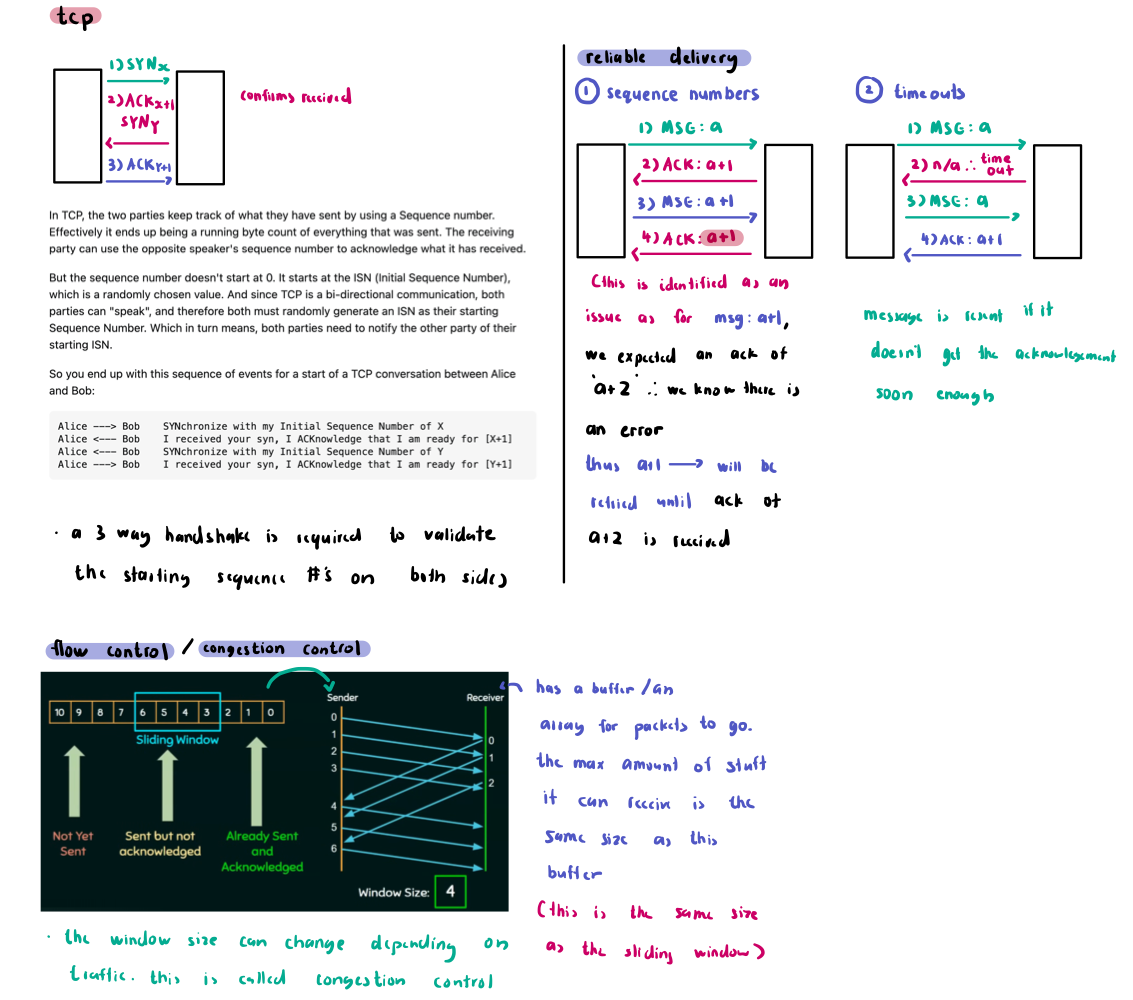 tcp
1) SYNx
2) ACKx+1
SYNY
3) ACKY+1
confirms received
In TCP, the two parties keep track of what they have sent by using a Sequence number.
Effectively it ends up being a running byte count of everything that was sent. The receiving
party can use the opposite speaker's sequence number to acknowledge what it has received.
But the sequence number doesn't start at 0. It starts at the ISN (Initial Sequence Number),
which is a randomly chosen value. And since TCP is a bi-directional communication, both
parties can "speak", and therefore both must randomly generate an ISN as their starting
Sequence Number. Which in turn means, both parties need to notify the other party of their
starting ISN.
So you end up with this sequence of events for a start of a TCP conversation between Alice
and Bob:
Alice ---> Bob    SYNchronize with my Initial Sequence Number of X
Alice <--- Bob    I received your syn, I ACKnowledge that I am ready for [X+1]
Alice <--- Bob    SYNchronize with my Initial Sequence Number of Y
Alice ---> Bob    I received your syn, I ACKnowledge that I am ready for [Y+1]
· a 3 way handshake is required to validate
the starting sequence #'s on both sides
reliable delivery
1 sequence numbers
1) MSG: a
2) ACK: a+1
3) MSG: a+1
4) ACK: a+1
(this is identified as an
issue as for msg: a+1,
we expected an ack of
'a+2' ∴ we know there is
an error
thus a+1 → will be
retried until ack of
a+2 is received
2 timeouts
1) MSG: a
2) n/a ∴ time
out
3) MSG: a
4) ACK: a+1
message is resent if it
doesn't get the acknowlegement
soon enough
flow control / congestion control
10 9 8 7 6 5 4 3 2 1 0
Sliding Window
Not Yet
Sent
Sent but not
acknowledged
Already Sent
and
Acknowledged
Sender
Receiver
0
1
2
3
4
5
6
0
1
2
Window Size: 4
has a buffer /an
array for packets to go.
the max amount of stuff
it can receive is the
same size as this
buffer
(this is the same size
as the sliding window)
· the window size can change depending on
traffic. this is called congestion control